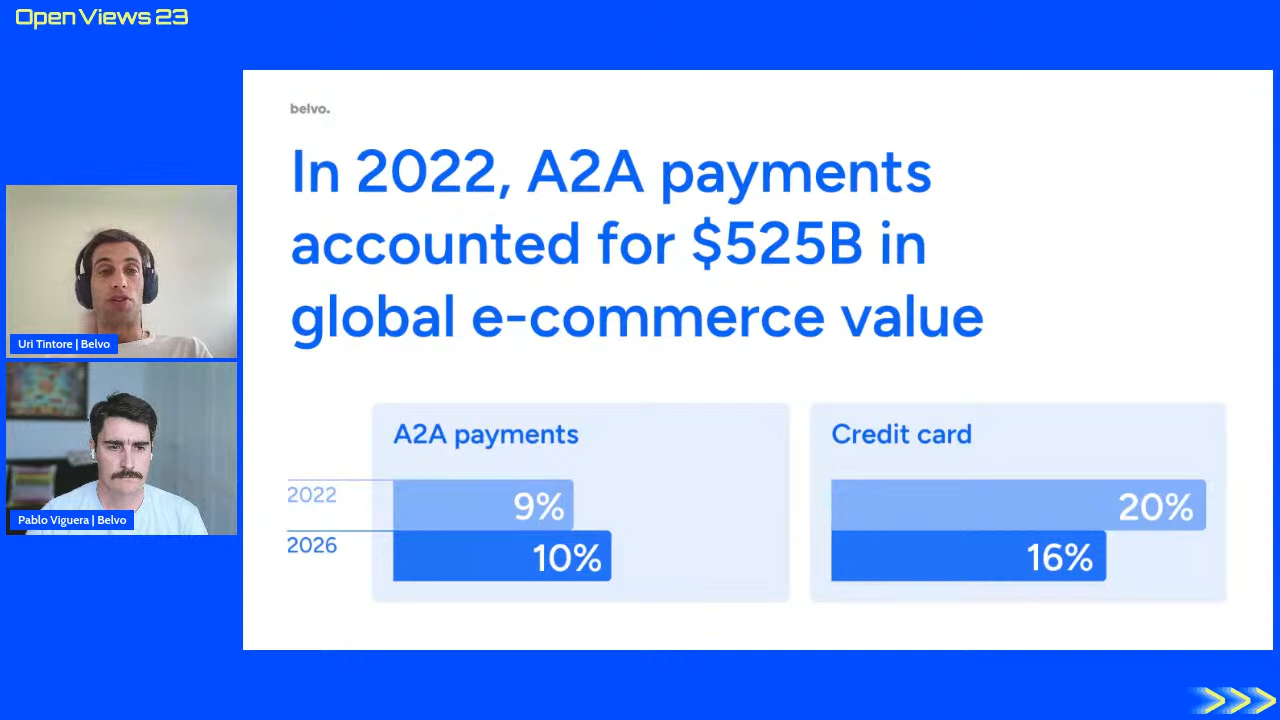 Open Views 23
belvo.
In 2022, A2A payments
accounted for $525B in
global e-commerce value
A2A payments
Credit card
2022
9%
20%
2026
10%
16%
Uri Tintore | Belvo
Pablo Viguera | Belvo